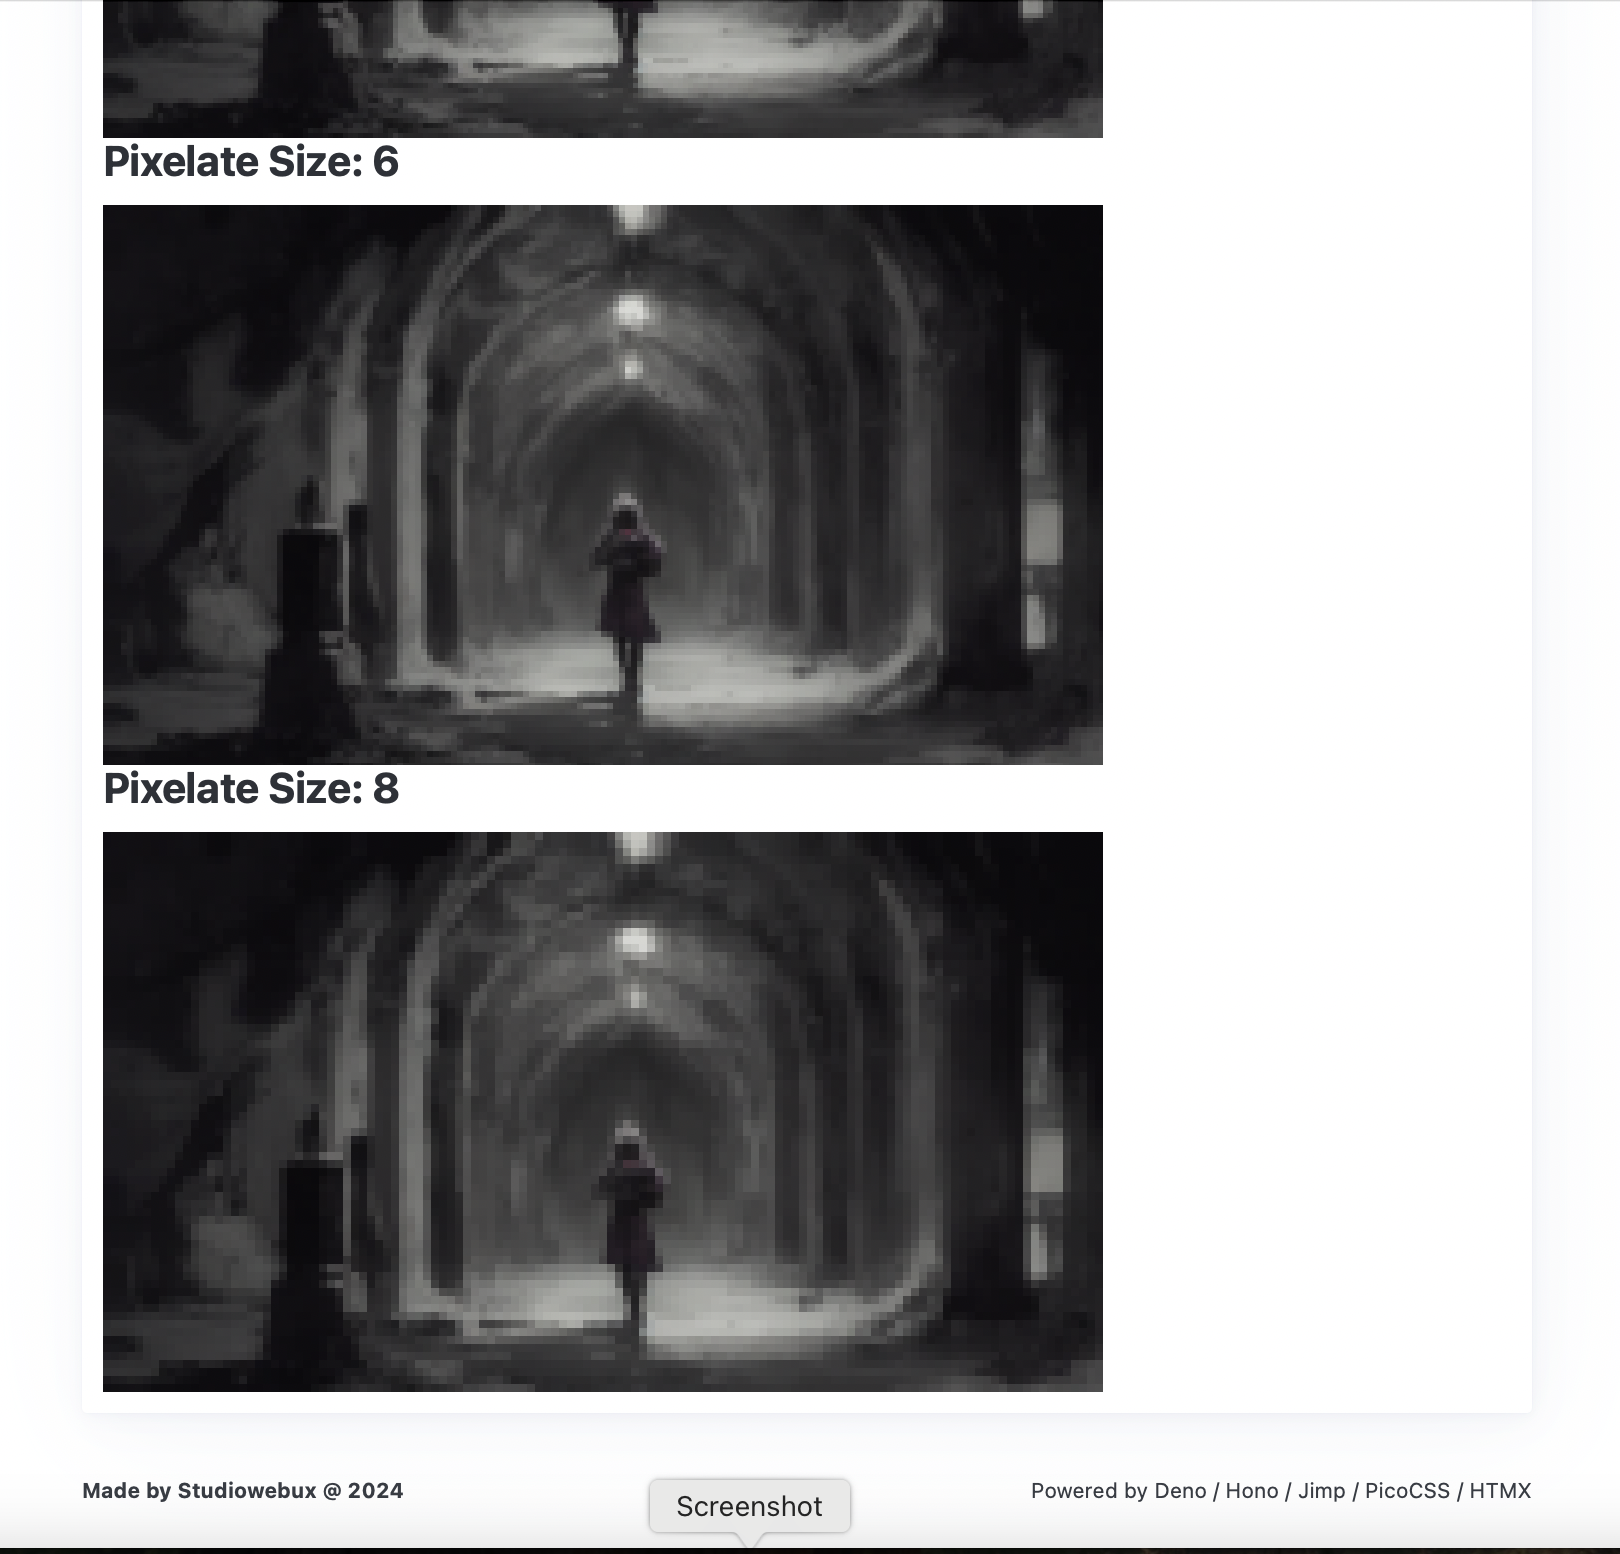 Pixelate Size: 6
Pixelate Size: 8
Made by Studiowebux @ 2024
Screenshot
Powered by Deno / Hono / Jimp / PicoCSS / HTMX